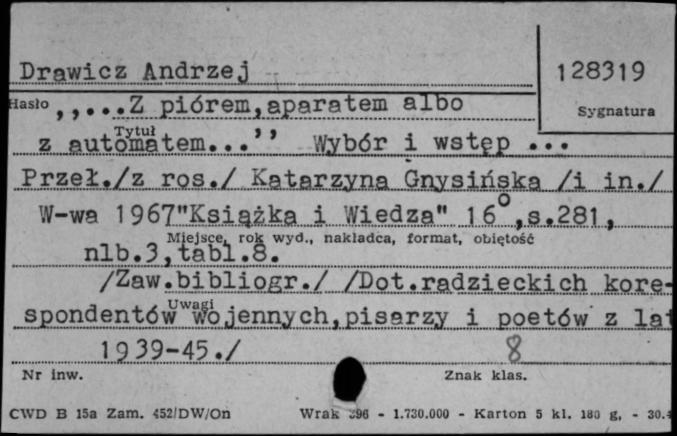 Drawicz Andrzej
128319
Hasło ,,...Z piórem,aparatem albo
Sygnatura
Tytuł
z automatem...’’ Wybór i wstęp ...
Przeł./z ros./ Katarzyna Gnysińska /i in./
W-wa 1967"Książka i Wiedza" 16°,s.281,
Miejsce, rok wyd., nakładca, format, objętość
nlb.3,tabl.8.
/Zaw.bibliogr./ /Dot.radzieckich kore-
Uwagi
spondentów wojennych,pisarzy i poetów z lat
1939-45./ 8
Nr inw. Znak klas.
CWD B 15a Zam. 452/DW/On Wrak 396 - 1.730.000 - Karton 5 kl. 180 g, - 30.4